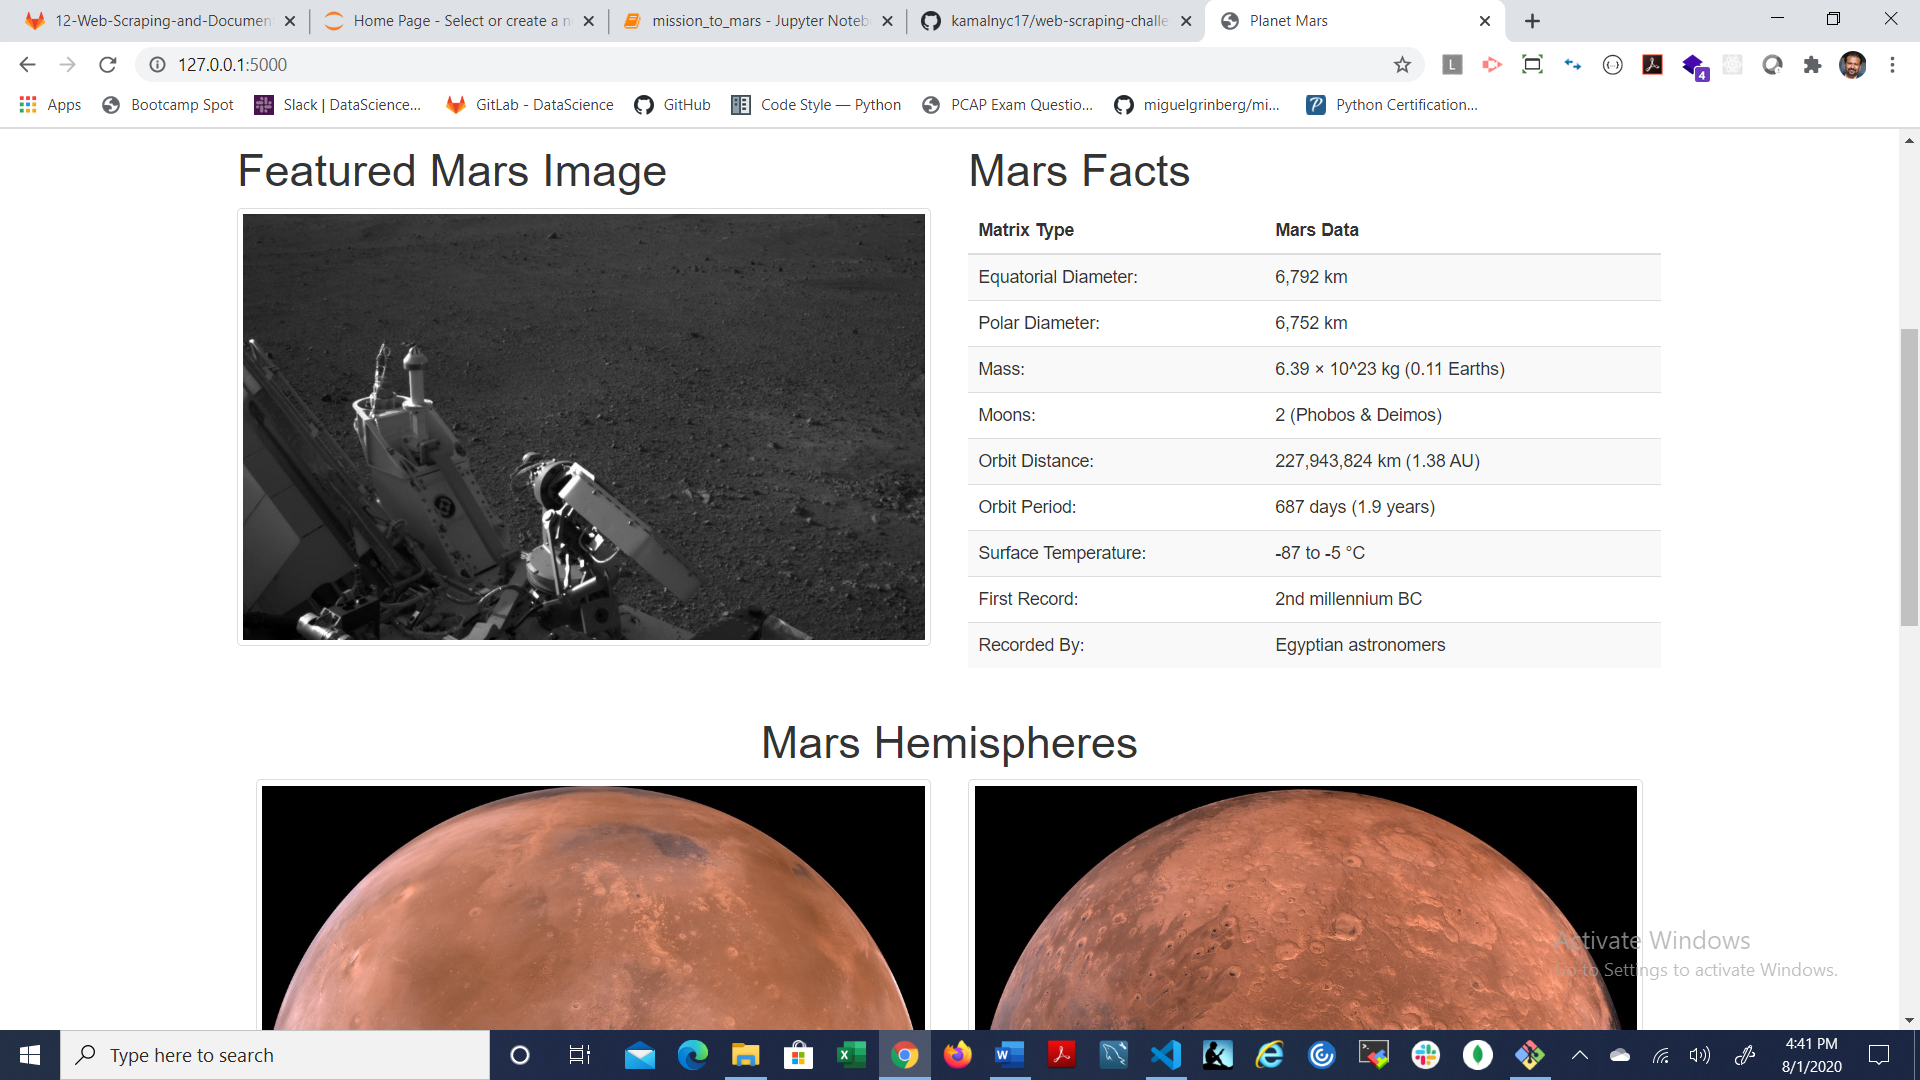 12-Web-Scraping-and-Documen
Home Page - Select or create a n
mission_to_mars - Jupyter Noteb
kamalnyc17/web-scraping-challe
Planet Mars
127.0.0.1:5000
L
4
Apps
Bootcamp Spot
Slack | DataScience...
GitLab - DataScience
GitHub
Code Style — Python
PCAP Exam Questio...
miguelgrinberg/mi...
Python Certification...
Featured Mars Image
Mars Facts
Matrix Type Mars Data
Equatorial Diameter: 6,792 km
Polar Diameter: 6,752 km
Mass: 6.39 × 10^23 kg (0.11 Earths)
Moons: 2 (Phobos & Deimos)
Orbit Distance: 227,943,824 km (1.38 AU)
Orbit Period: 687 days (1.9 years)
Surface Temperature: -87 to -5 °C
First Record: 2nd millennium BC
Recorded By: Egyptian astronomers
Mars Hemispheres
Activate Windows
Go to Settings to activate Windows.
Type here to search
4:41 PM
8/1/2020